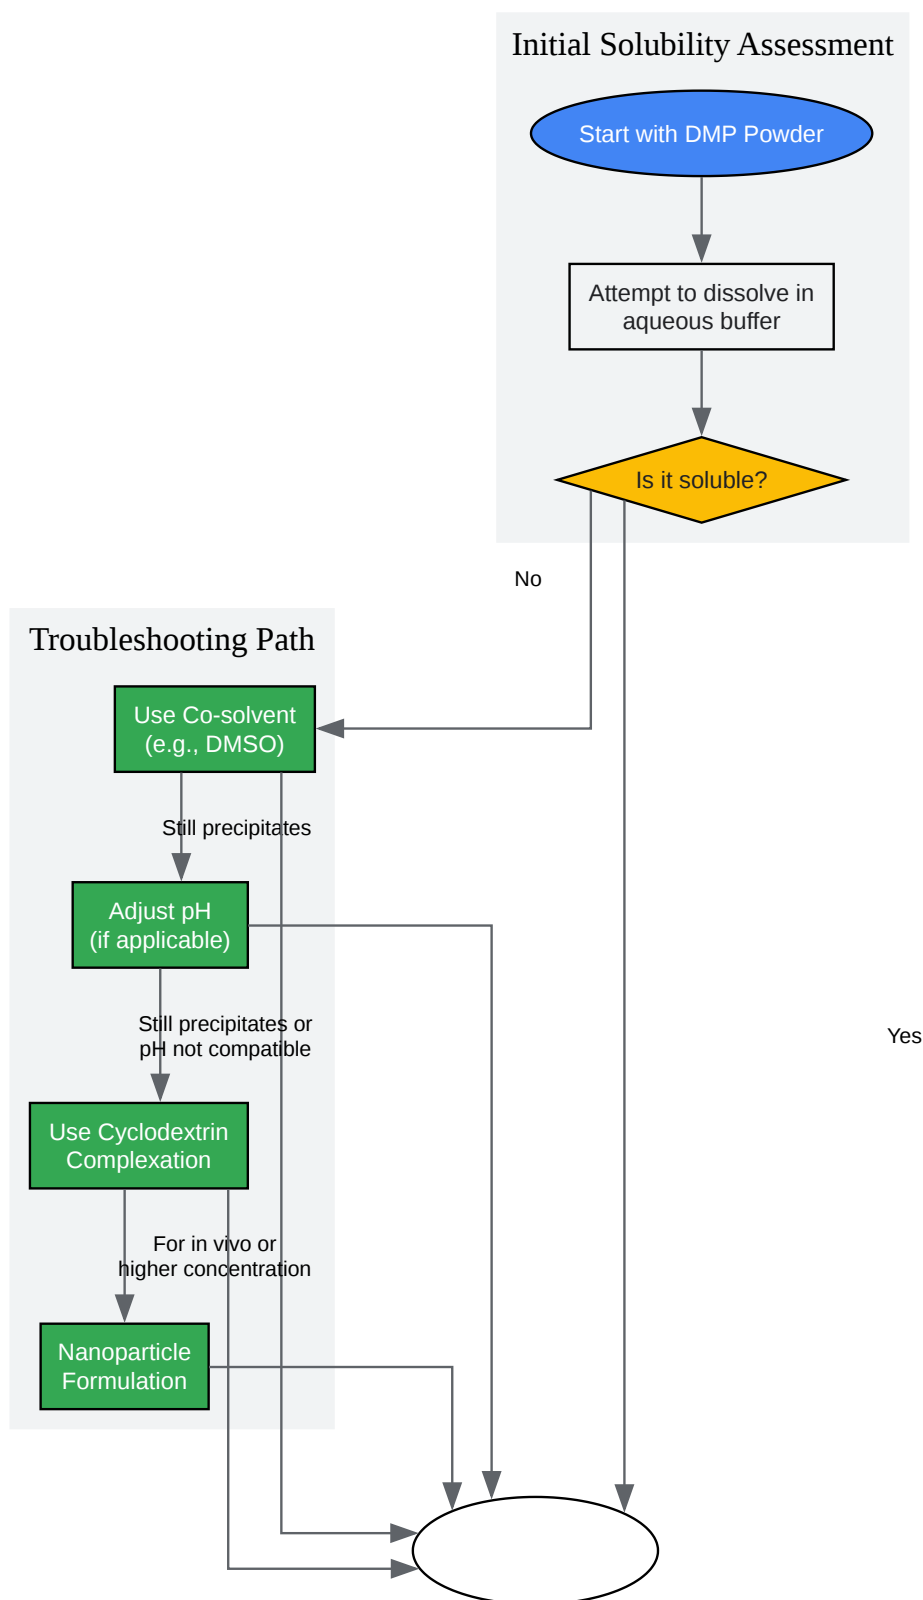 Initial Solubility Assessment
Start with DMP Powder
Attempt to dissolve in
aqueous buffer
Is it soluble?
No
Troubleshooting Path
Use Co-solvent
(e.g., DMSO)
Still precipitates
Adjust pH
(if applicable)
Still precipitates or
pH not compatible
Yes
Use Cyclodextrin
Complexation
For in vivo or
higher concentration
Nanoparticle
Formulation